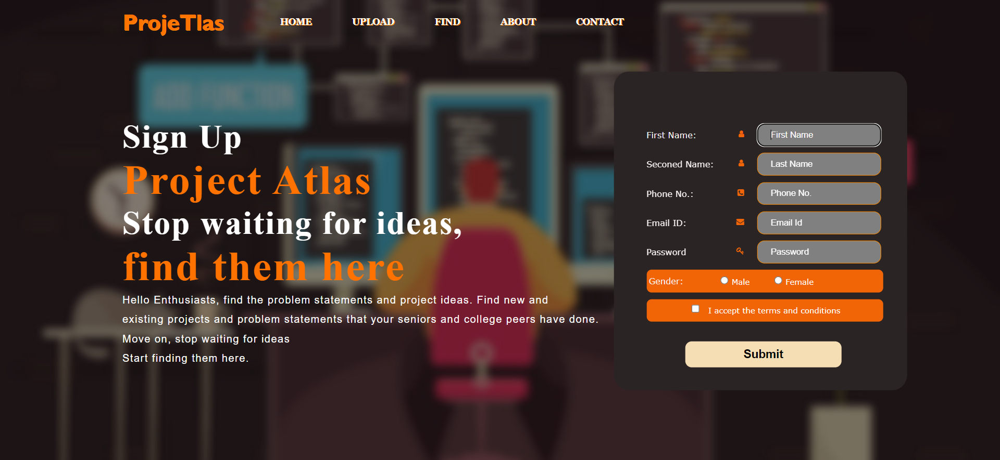 ProjeTlas
HOME UPLOAD FIND ABOUT CONTACT
ADD FUNCTION
Sign Up
Project Atlas
Stop waiting for ideas,
find them here
Hello Enthusiasts, find the problem statements and project ideas. Find new and
existing projects and problem statements that your seniors and college peers have done.
Move on, stop waiting for ideas
Start finding them here.
First Name: First Name
Seconed Name: Last Name
Phone No.: Phone No.
Email ID: Email Id
Password Password
Gender: Male Female
I accept the terms and conditions
Submit